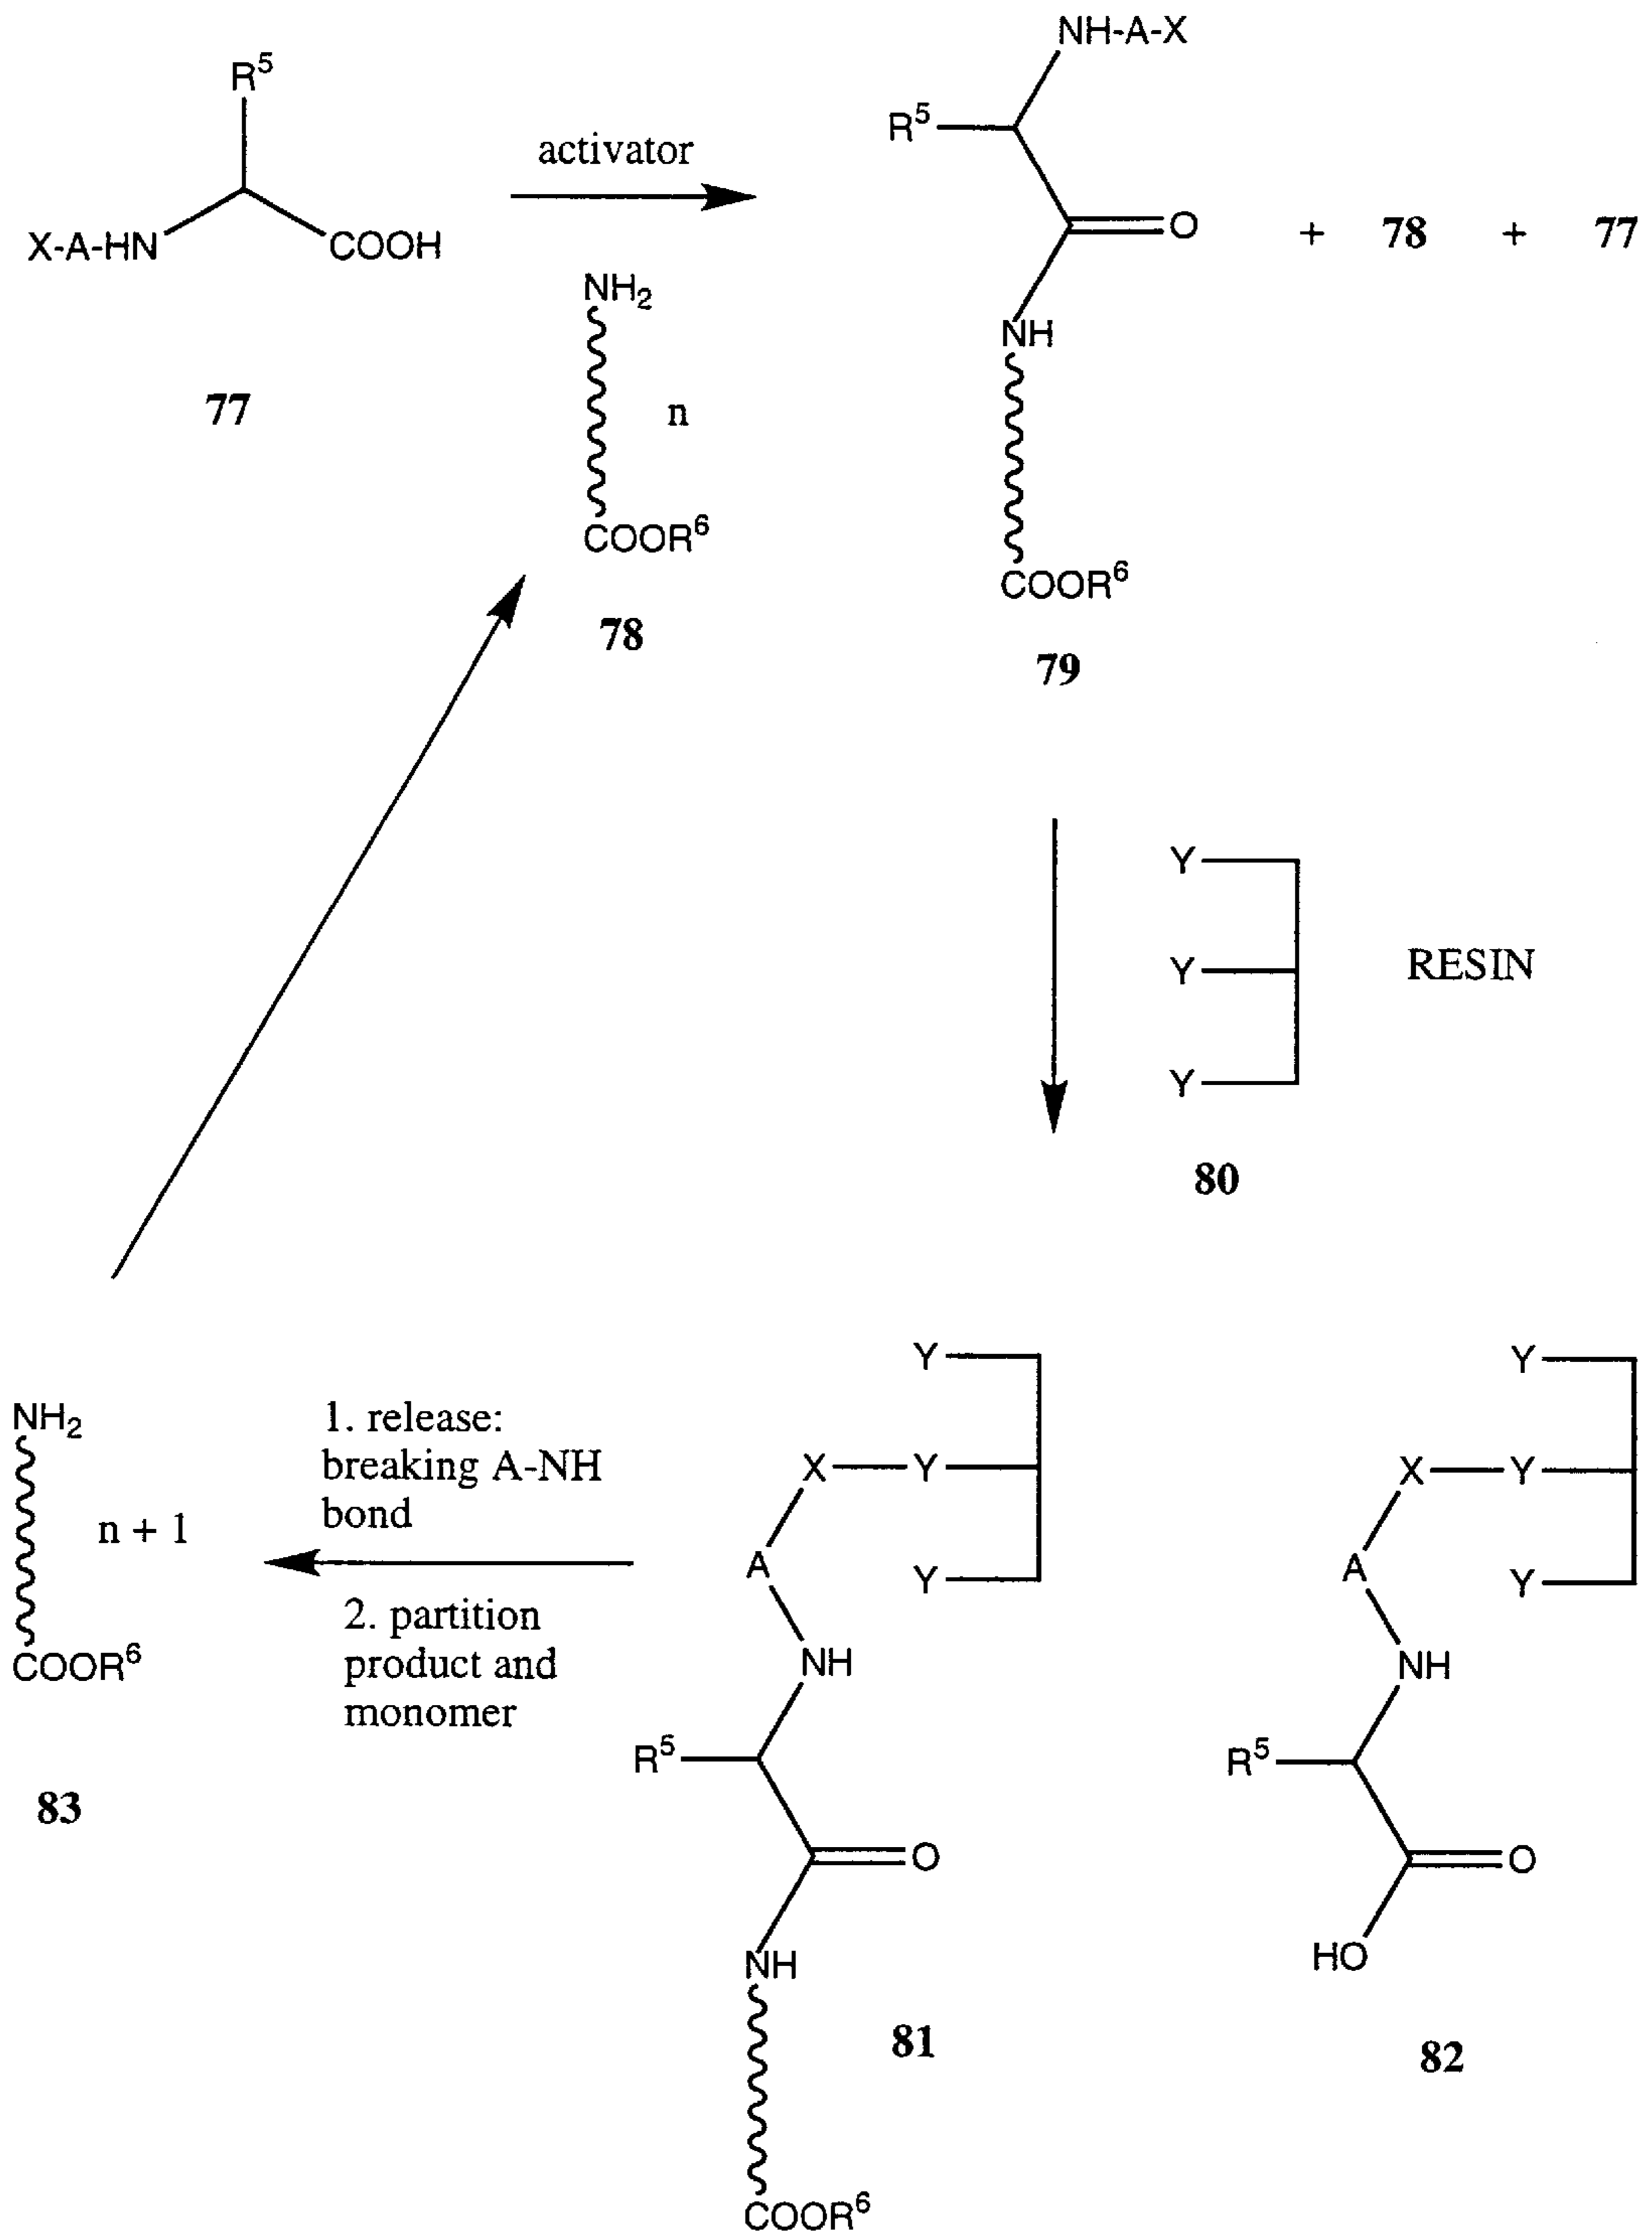 NH-A-X
R⁵
R⁵
activator
O
+ 78 + 77
X-A-HN
COOH
NH₂
NH
77
n
COOR⁶
COOR⁶
78
79
Y
Y
RESIN
Y
80
Y
Y
NH₂
1. release:
breaking A-NH
bond
X
Y
X
Y
n + 1
A
Y
A
Y
2. partition
product and
monomer
COOR⁶
NH
NH
R⁵
R⁵
83
O
O
NH
HO
81
82
COOR⁶